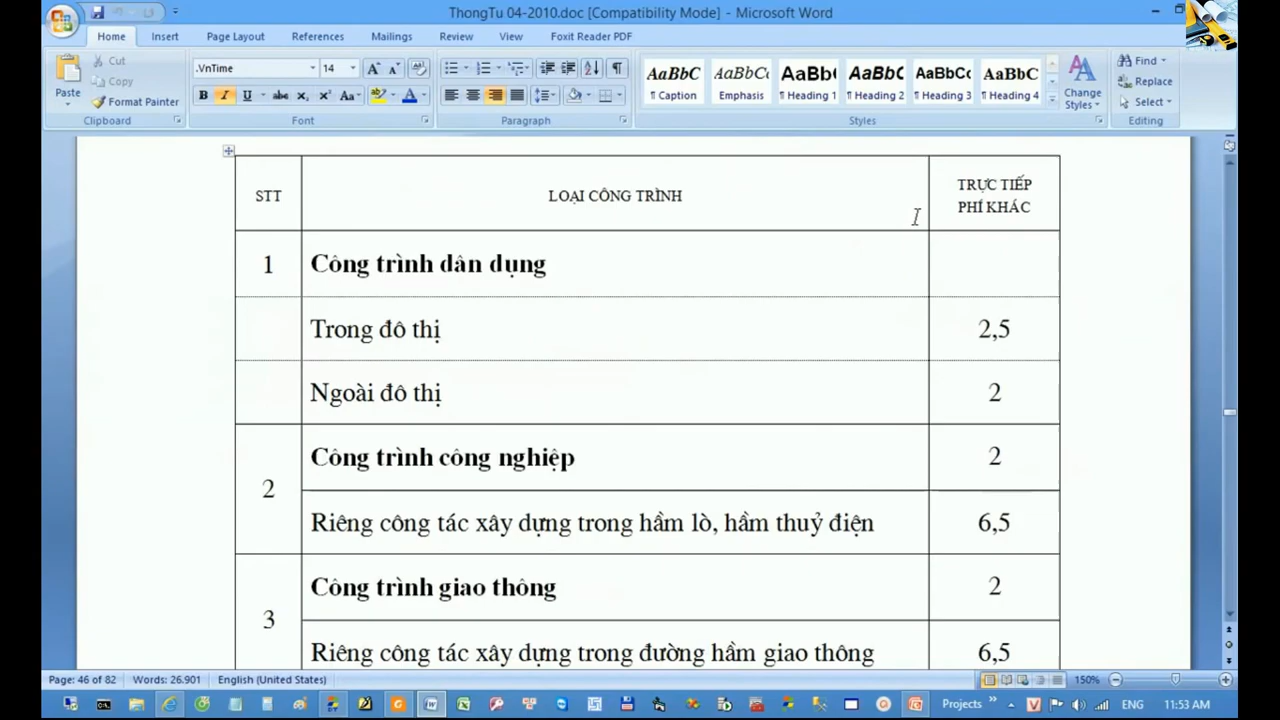 ThongTu 04-2010.doc [Compatibility Mode] - Microsoft Word
Home Insert Page Layout References Mailings Review View Foxit Reader PDF
Paste
Cut
Copy
Format Painter
Clipboard
.VnTime 14
B I U abc x, x' Aa
Font
Paragraph
AaBbC AaBbCc AaBb( AaBbC AaBbCc AaBbC
¶ Caption Emphasis ¶ Heading 1 ¶ Heading 2 ¶ Heading 3 ¶ Heading 4
Change Styles
Styles
Find
Replace
Select
Editing
STT LOẠI CÔNG TRÌNH TRỰC TIẾP
PHÍ KHÁC
1 Công trình dân dụng
Trong đô thị 2,5
Ngoài đô thị 2
2 Công trình công nghiệp 2
Riêng công tác xây dựng trong hầm lò, hầm thuỷ điện 6,5
3 Công trình giao thông 2
Riêng công tác xây dựng trong đường hầm giao thông 6,5
Page: 46 of 82 Words: 26.901 English (United States) 150%
Projects ENG 11:53 AM